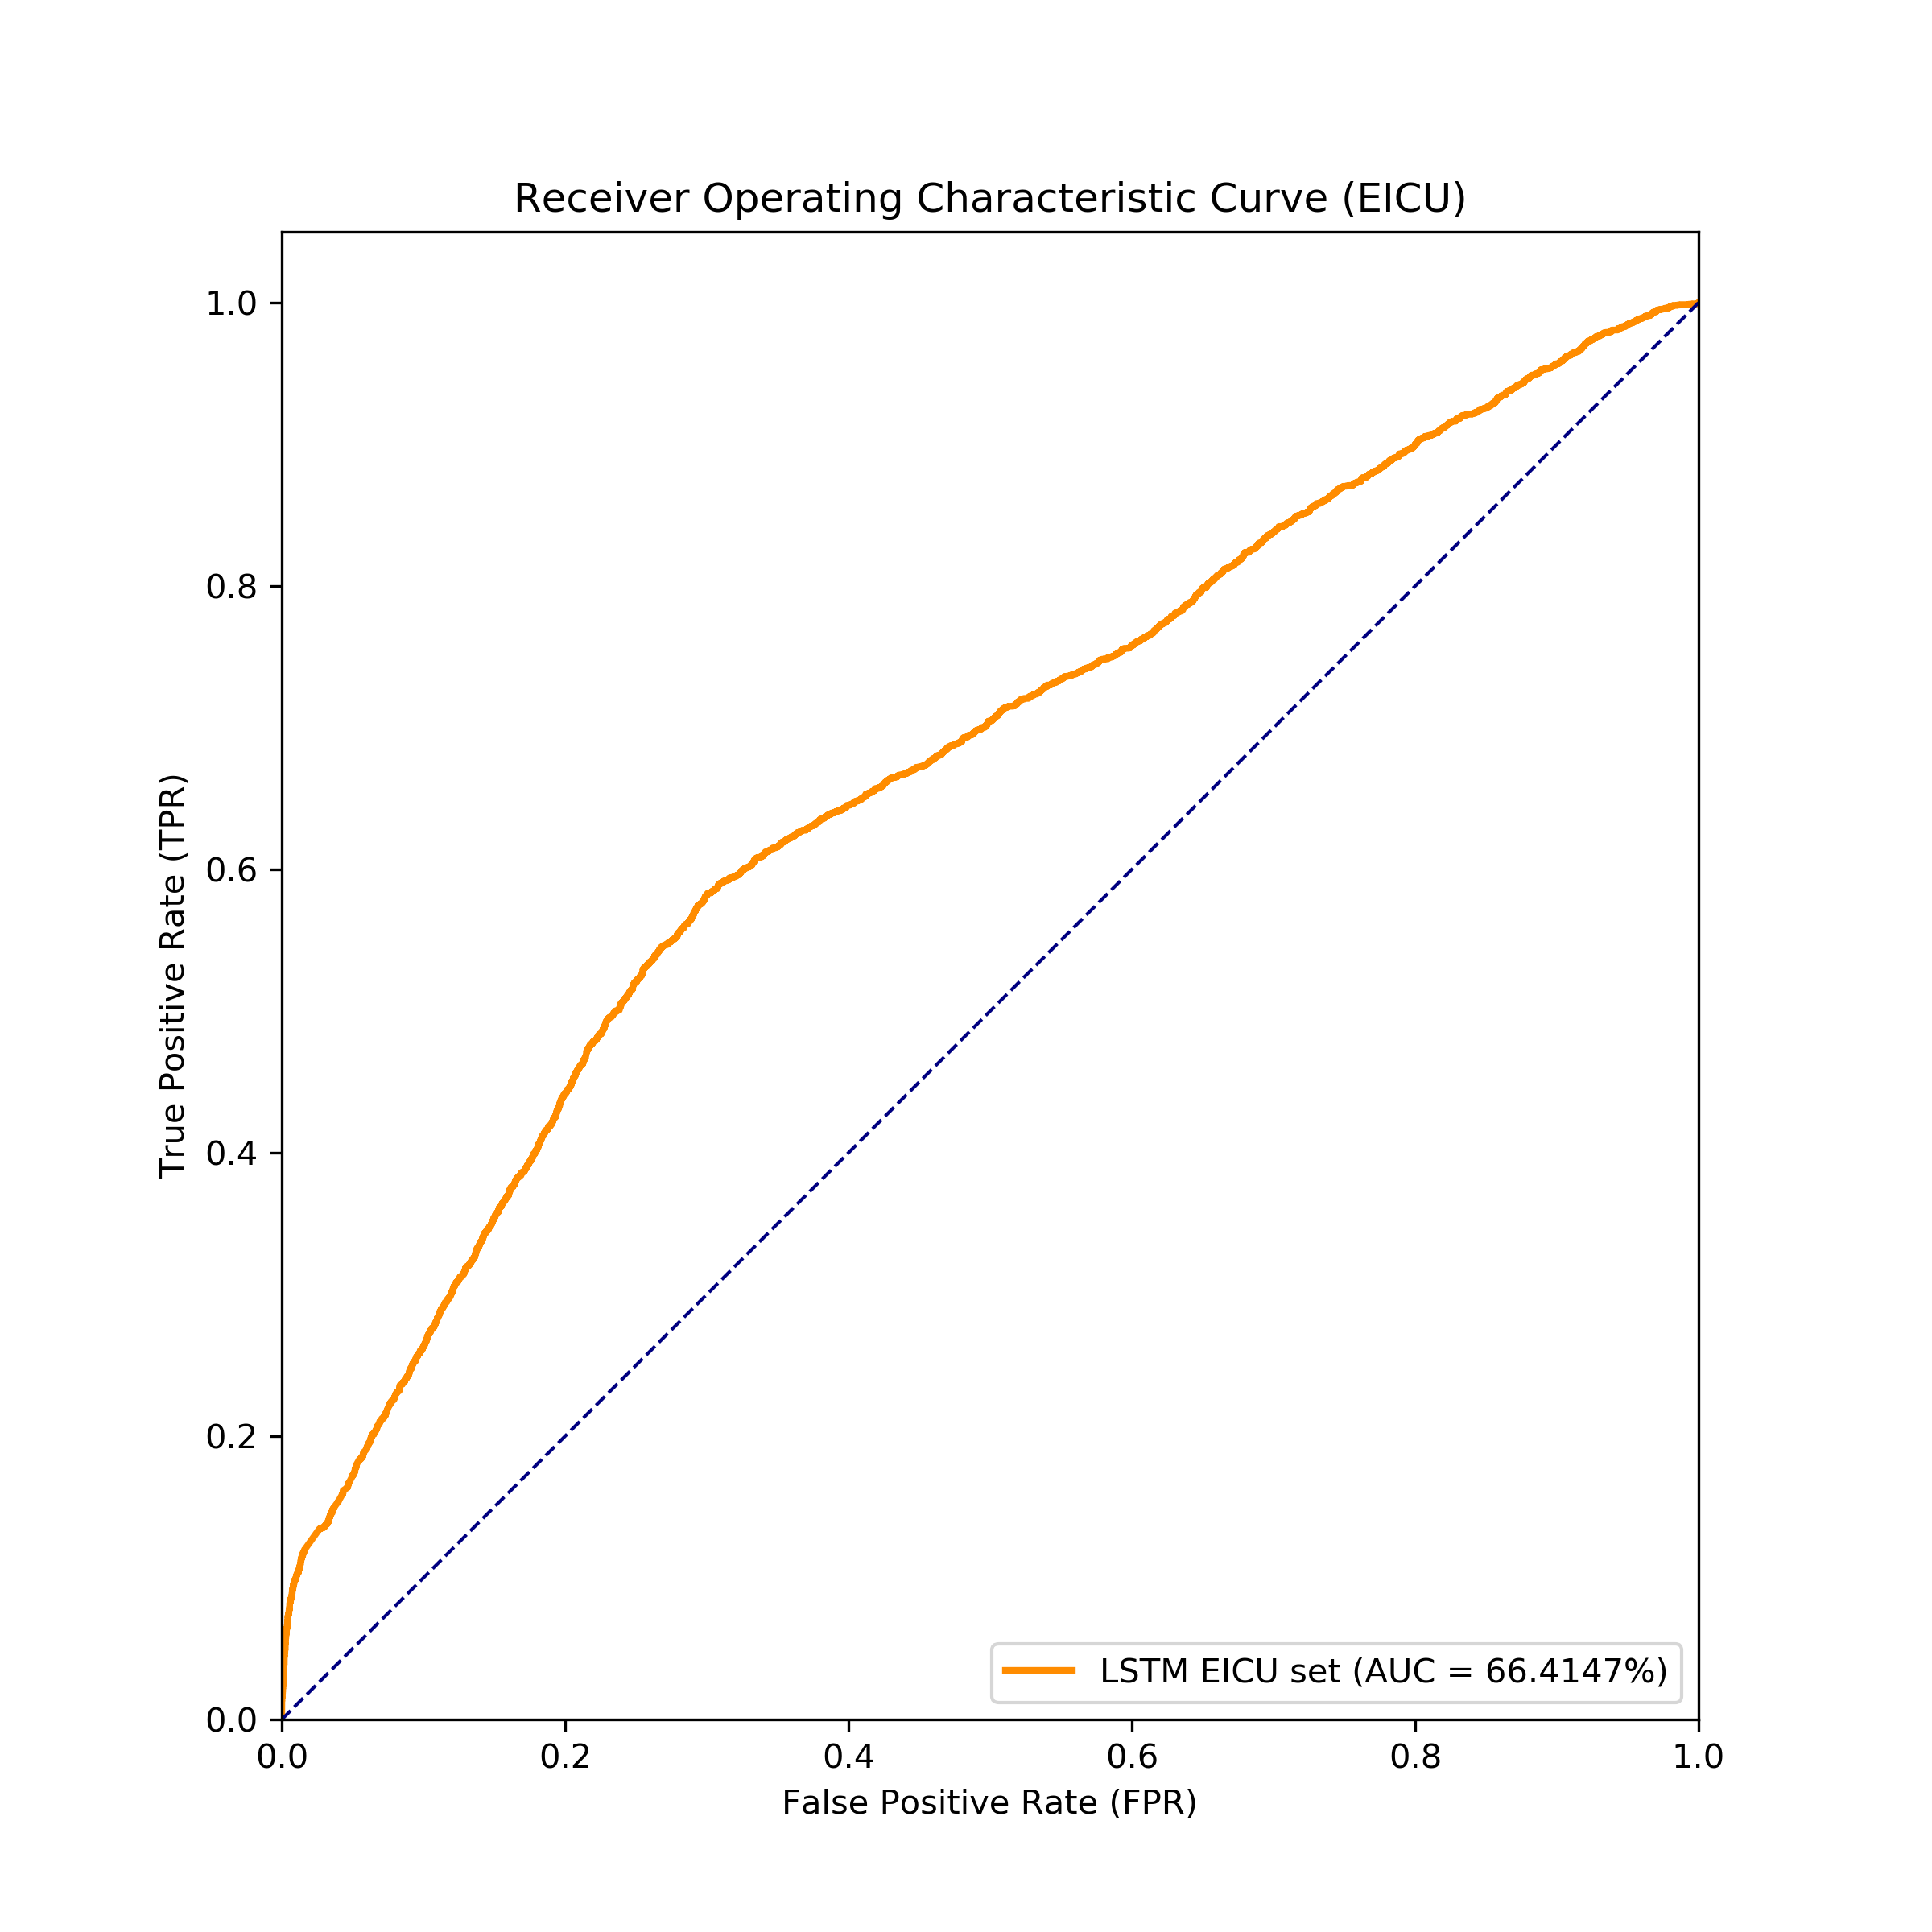 Receiver Operating Characteristic Curve (EICU)
1.0
0.8
0.6
0.4
0.2
0.0
True Positive Rate (TPR)
LSTM EICU set (AUC = 66.4147%)
0.0 0.2 0.4 0.6 0.8 1.0
False Positive Rate (FPR)